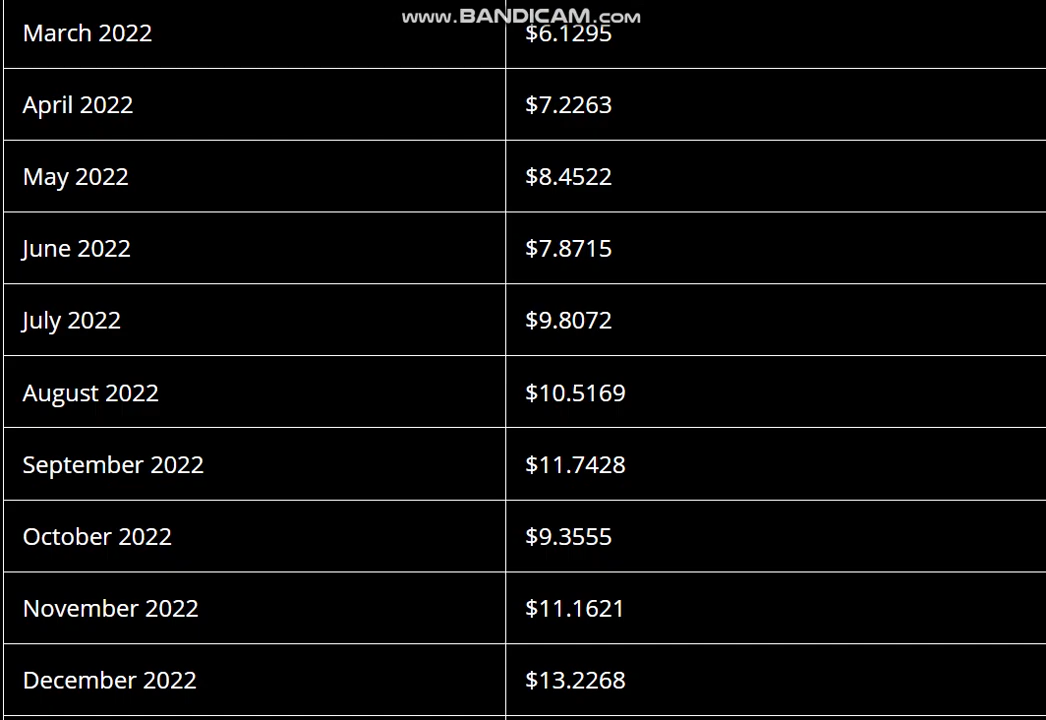 www.BANDICAM.com
March 2022 $6.1295
April 2022 $7.2263
May 2022 $8.4522
June 2022 $7.8715
July 2022 $9.8072
August 2022 $10.5169
September 2022 $11.7428
October 2022 $9.3555
November 2022 $11.1621
December 2022 $13.2268